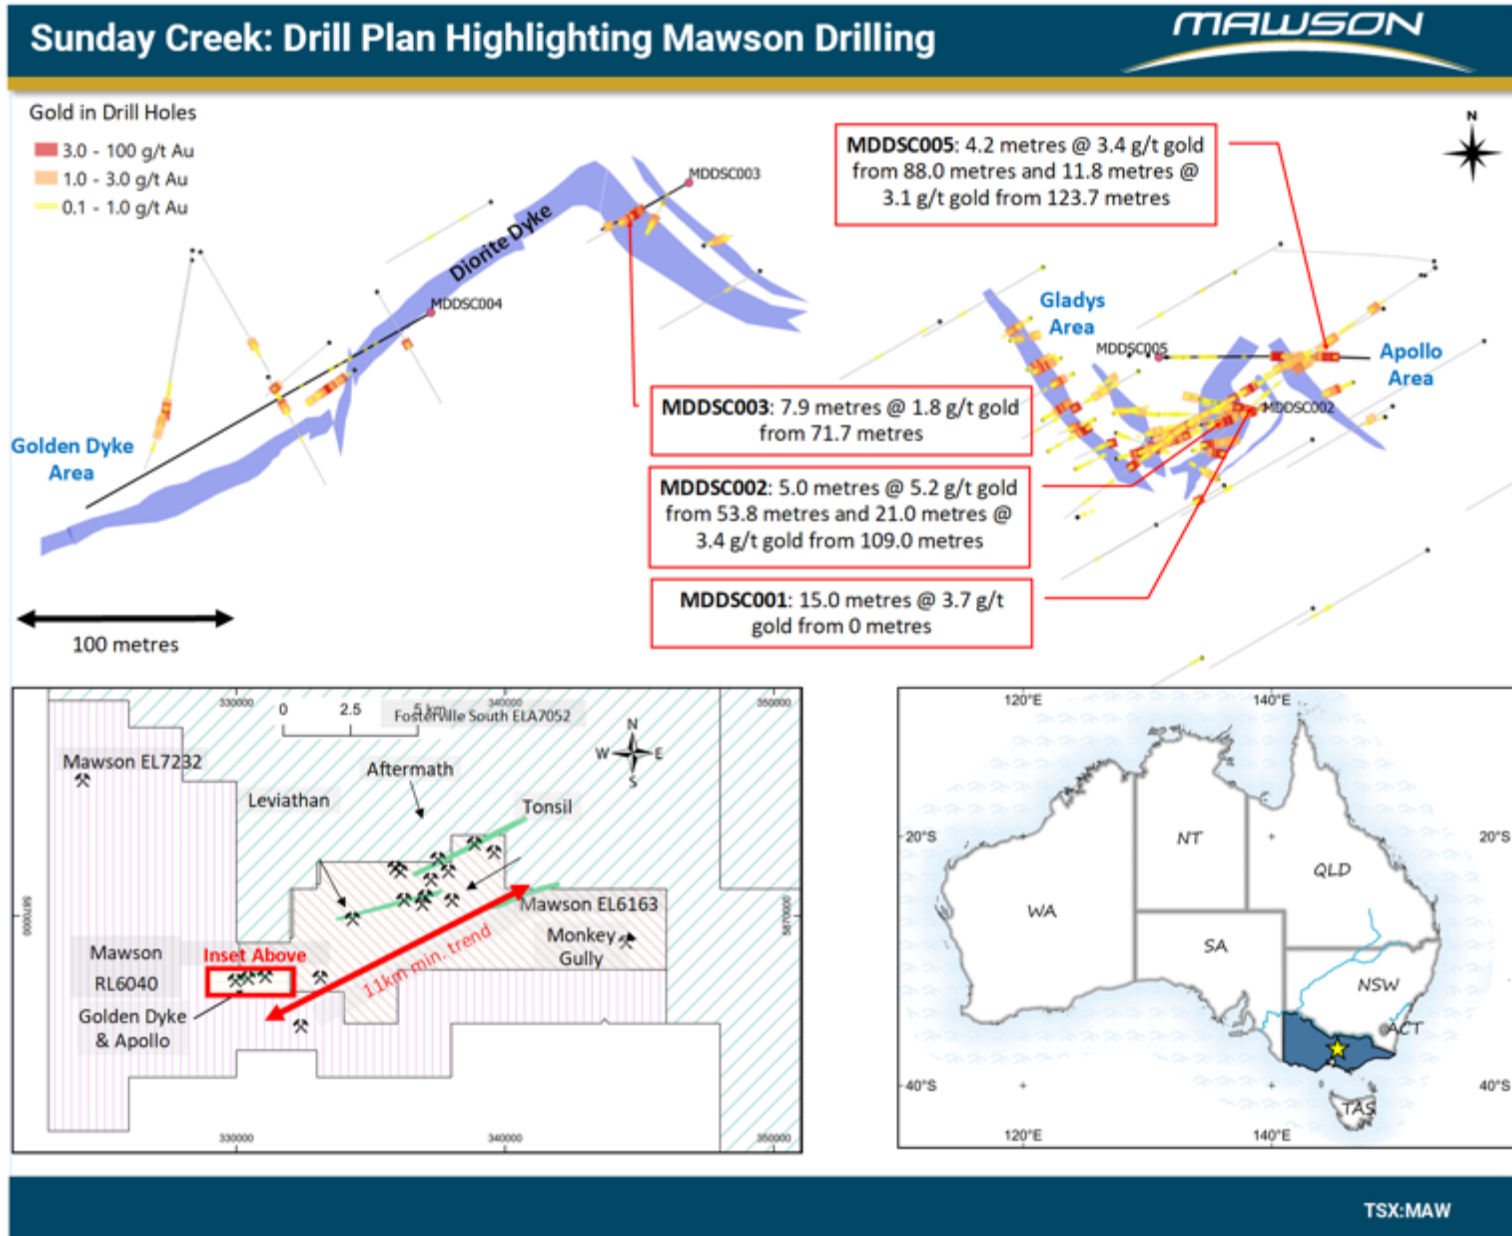 Sunday Creek: Drill Plan Highlighting Mawson Drilling
MAWSON
Gold in Drill Holes
3.0 - 100 g/t Au
1.0 - 3.0 g/t Au
0.1 - 1.0 g/t Au
N
MDDSC003
Diorite Dyke
MDDSC004
Golden Dyke
Area
100 metres
MDDSC005: 4.2 metres @ 3.4 g/t gold
from 88.0 metres and 11.8 metres @
3.1 g/t gold from 123.7 metres
Gladys
Area
MDDSC005
Apollo
Area
MDDSC002
MDDSC003: 7.9 metres @ 1.8 g/t gold
from 71.7 metres
MDDSC002: 5.0 metres @ 5.2 g/t gold
from 53.8 metres and 21.0 metres @
3.4 g/t gold from 109.0 metres
MDDSC001: 15.0 metres @ 3.7 g/t
gold from 0 metres
330000
340000
350000
0
2.5
5 km
Fosterville South ELA7052
N
W
E
S
Mawson EL7232
Aftermath
Leviathan
Tonsil
5870000
5870000
Mawson EL6163
Monkey
Gully
11km min. trend
Mawson
RL6040
Inset Above
Golden Dyke
& Apollo
330000
340000
350000
120°E
140°E
20°S
20°S
NT
QLD
WA
SA
NSW
ACT
40°S
40°S
TAS
120°E
140°E
TSX:MAW